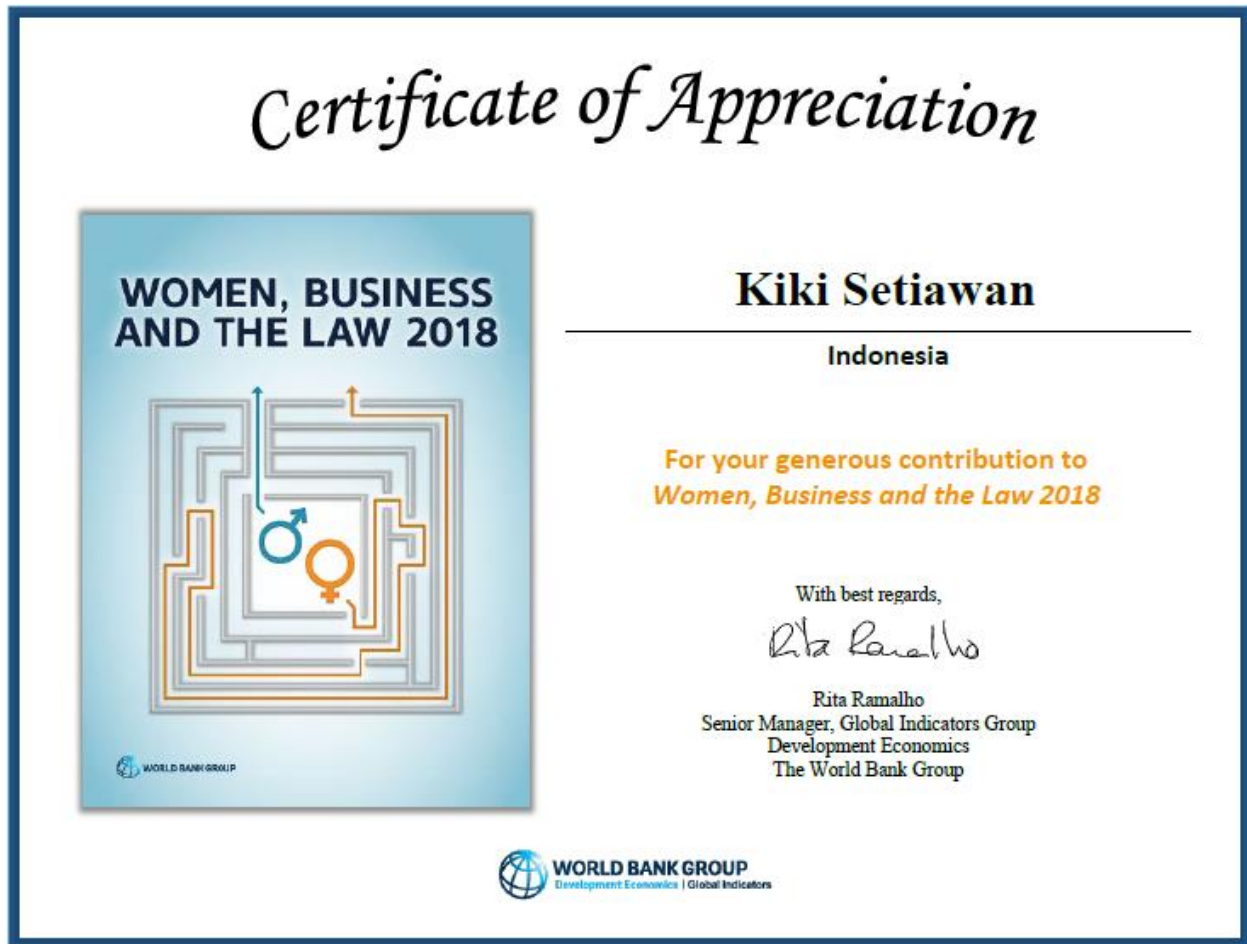 Certificate of Appreciation
WOMEN, BUSINESS
AND THE LAW 2018
WORLD BANK GROUP
Kiki Setiawan
Indonesia
For your generous contribution to
Women, Business and the Law 2018
With best regards,
Rita Ramalho
Rita Ramalho
Senior Manager, Global Indicators Group
Development Economics
The World Bank Group
WORLD BANK GROUP
Development Economics | Global Indicators